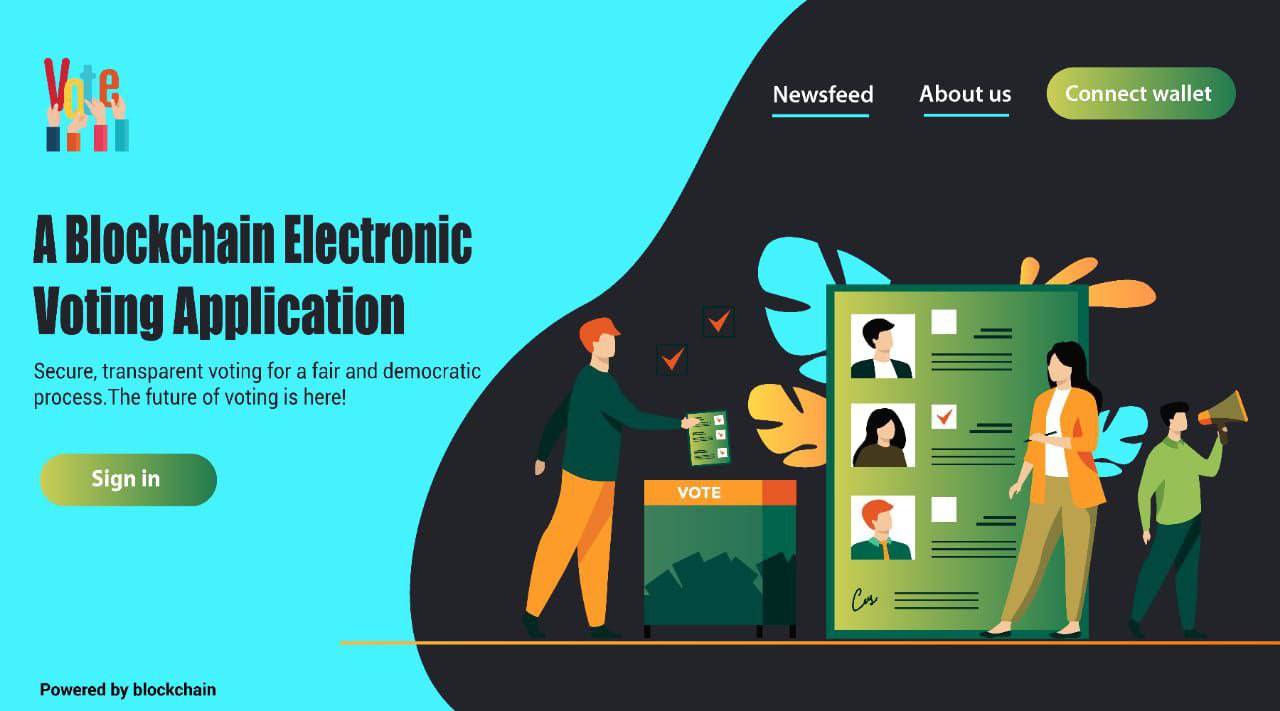 Vote
Newsfeed
About us
Connect wallet
A Blockchain Electronic
Voting Application
Secure, transparent voting for a fair and democratic
process.The future of voting is here!
Sign in
VOTE
Powered by blockchain